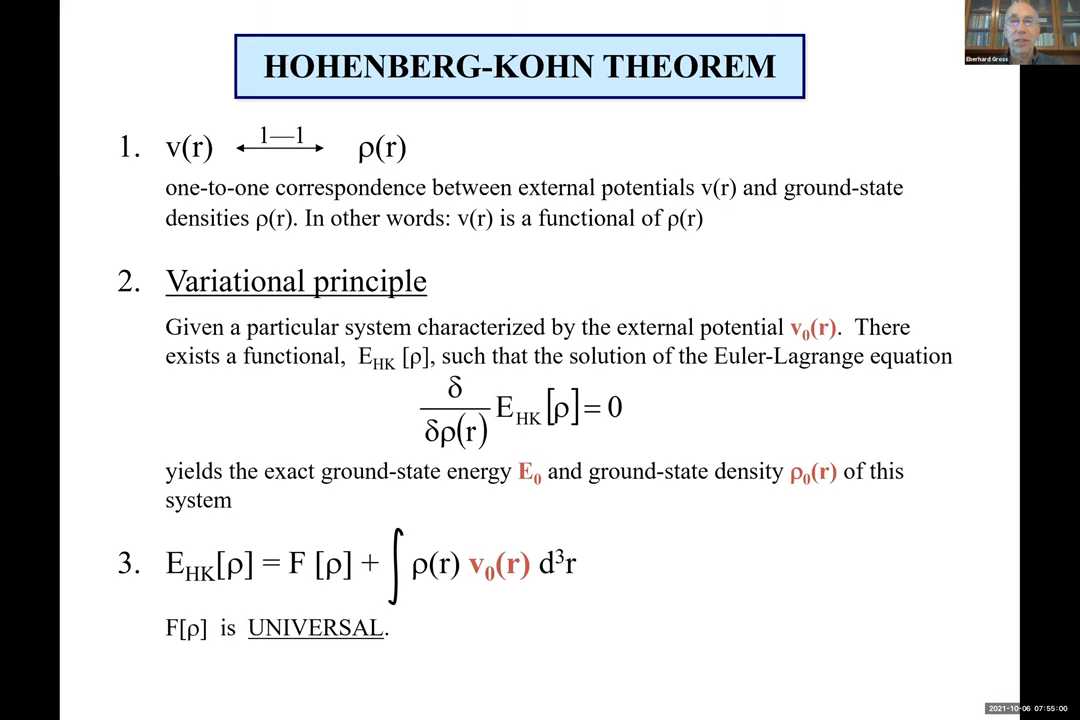 HOHENBERG-KOHN THEOREM
Eberhard Gross
1. v(r) 1—1 ρ(r)
one-to-one correspondence between external potentials v(r) and ground-state
densities ρ(r). In other words: v(r) is a functional of ρ(r)
2. Variational principle
Given a particular system characterized by the external potential v₀(r). There
exists a functional, E_HK [ρ], such that the solution of the Euler-Lagrange equation
δ/δρ(r) E_HK[ρ] = 0
yields the exact ground-state energy E₀ and ground-state density ρ₀(r) of this
system
3. E_HK[ρ] = F [ρ] + ∫ ρ(r) v₀(r) d³r
F[ρ] is UNIVERSAL.
2021-10-06 07:55:00